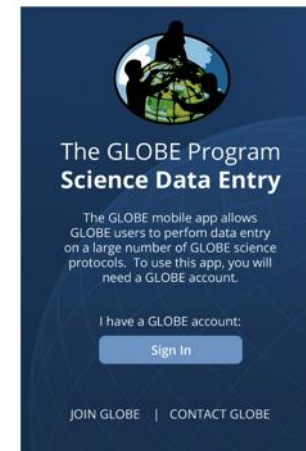 The GLOBE Program
Science Data Entry
The GLOBE mobile app allows
GLOBE users to perfom data entry
on a large number of GLOBE science
protocols. To use this app, you will
need a GLOBE account.
I have a GLOBE account:
Sign In
JOIN GLOBE | CONTACT GLOBE